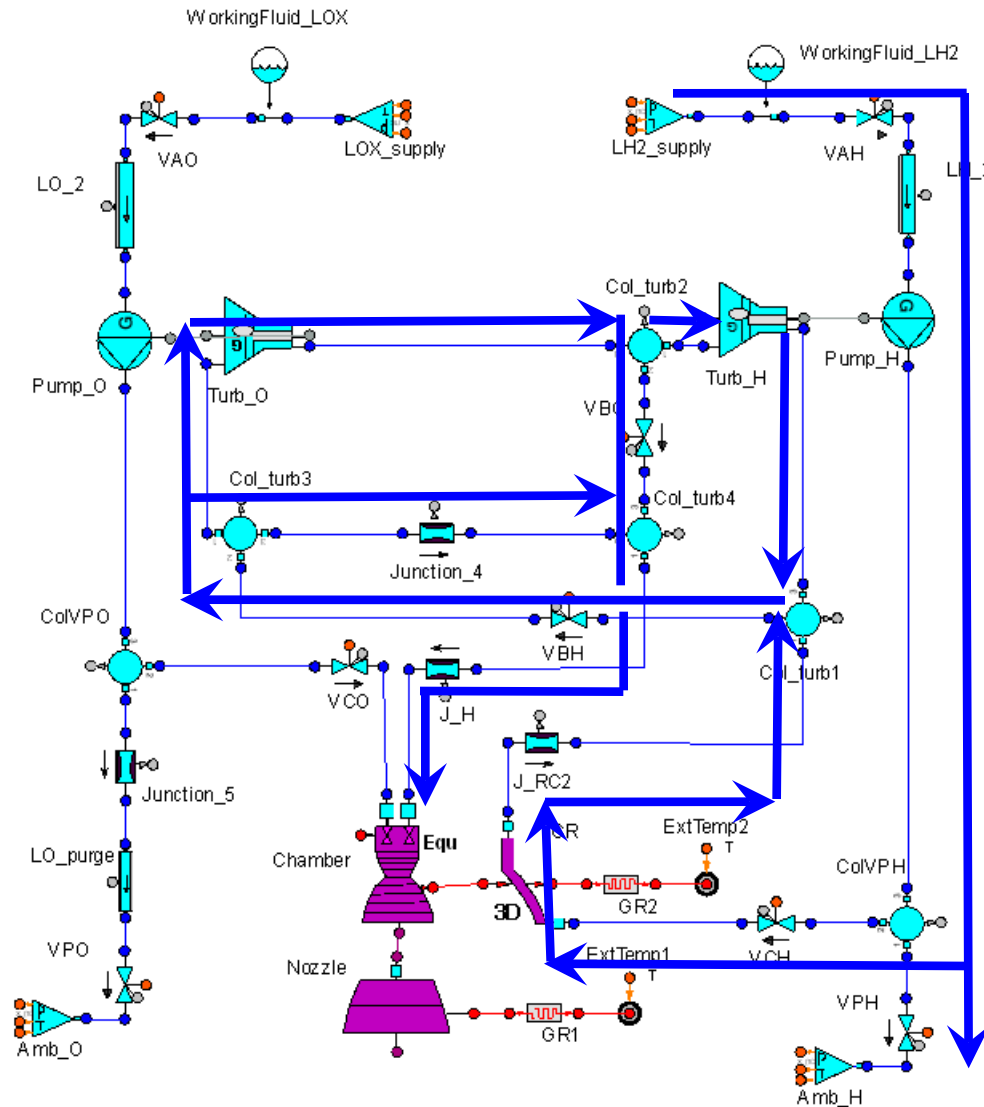 WorkingFluid_LOX
WorkingFluid_LH2
VAO
LOX_supply
LH2_supply
VAH
LO_2
Col_turb2
G
G
G
G
Pump_O
Turb_O
Turb_H
Pump_H
Col_turb3
Col_turb4
Junction_4
ColVPO
VBH
Col_turb1
VCO
J_H
J_RC2
Junction_5
Equ
ExtTemp2
T
Chamber
ColVPH
LO_purge
3D
GR2
VPO
VCH
ExtTemp1
T
Nozzle
VPH
GR1
Amb_O
Amb_H